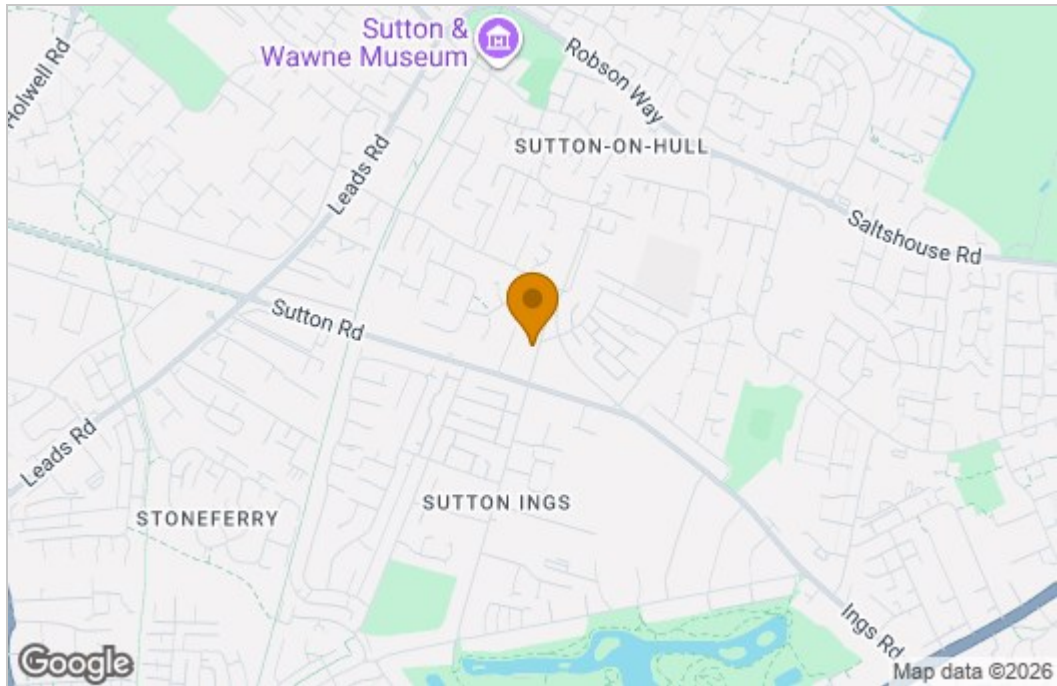 Sutton &
Wawne Museum
Robson Way
Holwell Rd
SUTTON-ON-HULL
Leads Rd
Saltshouse Rd
Sutton Rd
Leads Rd
SUTTON INGS
STONEFERRY
Ings Rd
Google
Map data ©2026